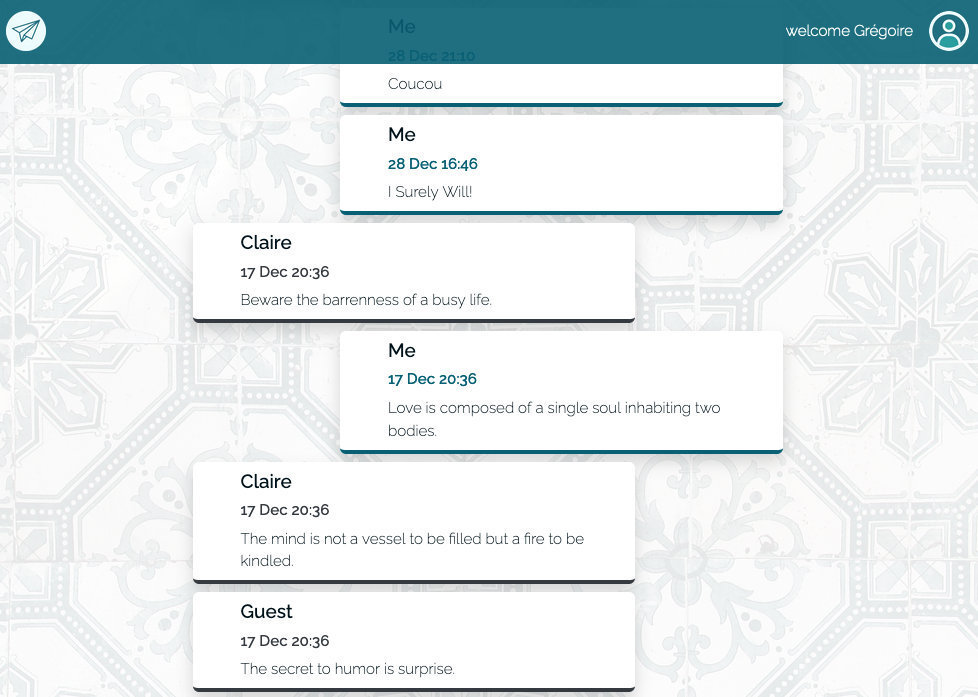 welcome Grégoire
Me
28 Dec 21:10
Coucou
Me
28 Dec 16:46
I Surely Will!
Claire
17 Dec 20:36
Beware the barrenness of a busy life.
Me
17 Dec 20:36
Love is composed of a single soul inhabiting two
bodies.
Claire
17 Dec 20:36
The mind is not a vessel to be filled but a fire to be
kindled.
Guest
17 Dec 20:36
The secret to humor is surprise.